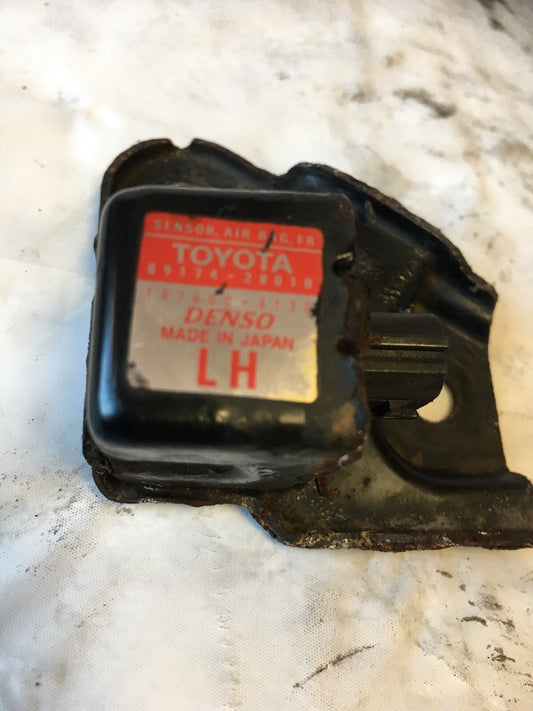 SENSOR, AIR BAG, FR
TOYOTA
89174-20010
DENSO
MADE IN JAPAN
LH